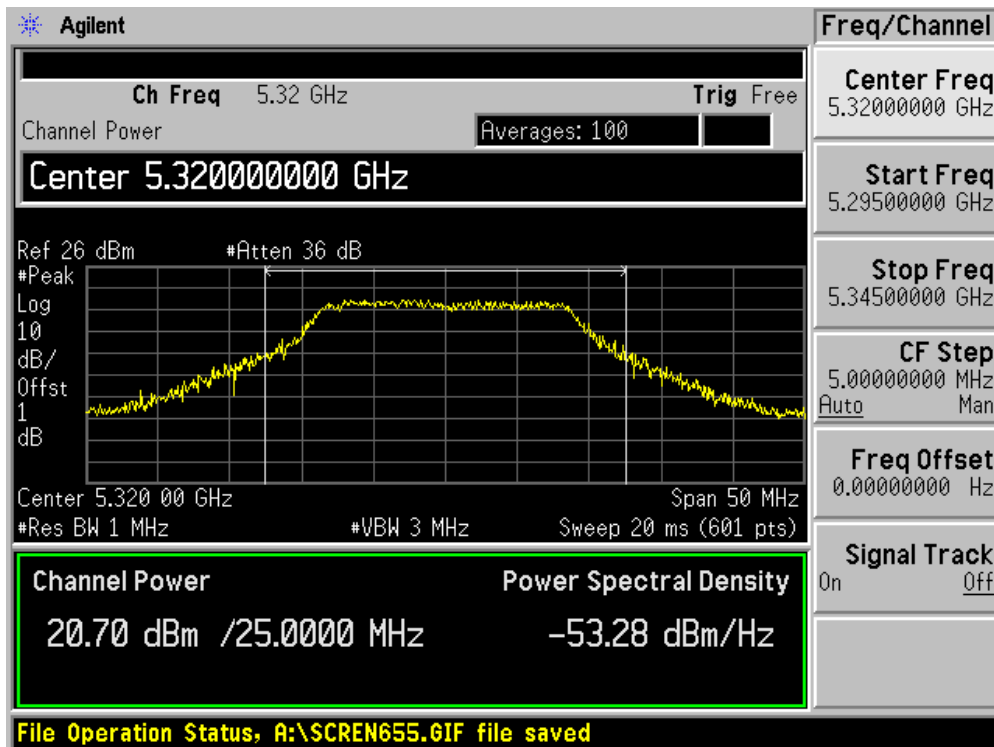 Agilent
Freq/Channel
Ch Freq 5.32 GHz Trig Free
Channel Power Averages: 100
Center 5.320000000 GHz
Ref 26 dBm #Atten 36 dB
#Peak
Log
10
dB/
Offst
1
dB
Center 5.320 00 GHz Span 50 MHz
#Res BW 1 MHz #VBW 3 MHz Sweep 20 ms (601 pts)
Channel Power Power Spectral Density
20.70 dBm /25.0000 MHz -53.28 dBm/Hz
File Operation Status, A:\SCREN655.GIF file saved
Center Freq
5.32000000 GHz
Start Freq
5.29500000 GHz
Stop Freq
5.34500000 GHz
CF Step
5.00000000 MHz
Auto Man
Freq Offset
0.00000000 Hz
Signal Track
On Off